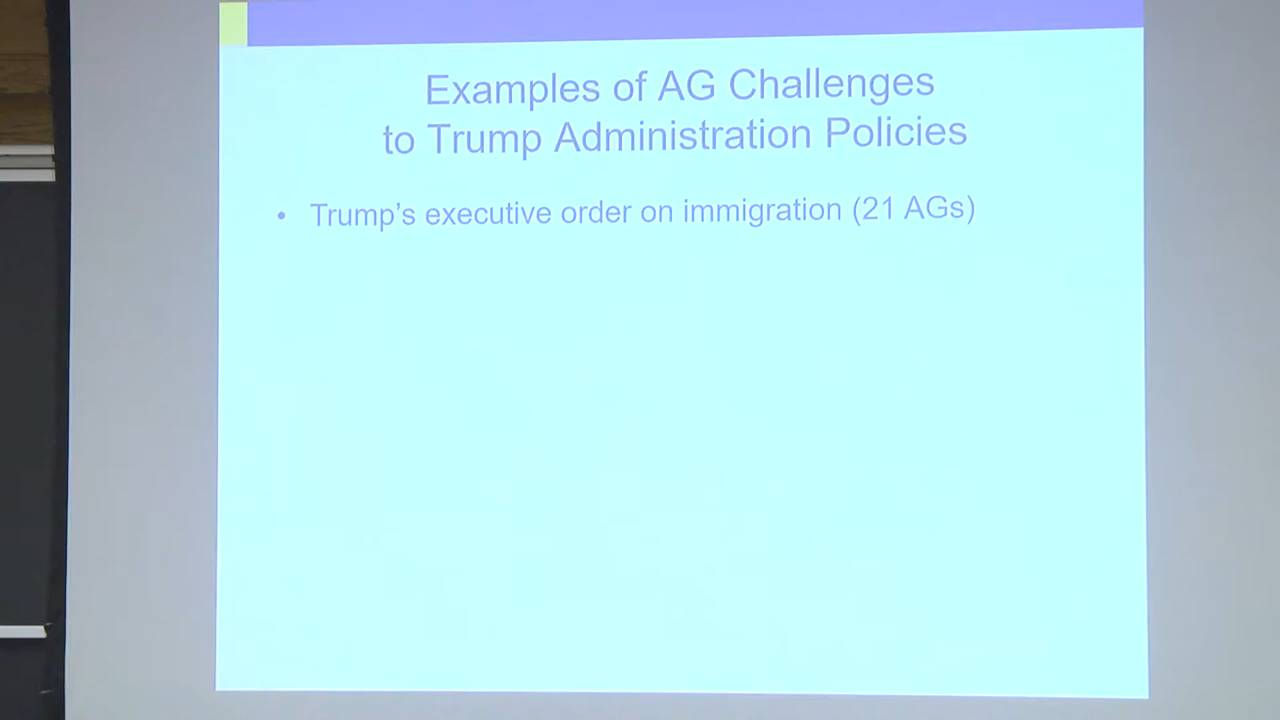 Examples of AG Challenges
to Trump Administration Policies
• Trump's executive order on immigration (21 AGs)